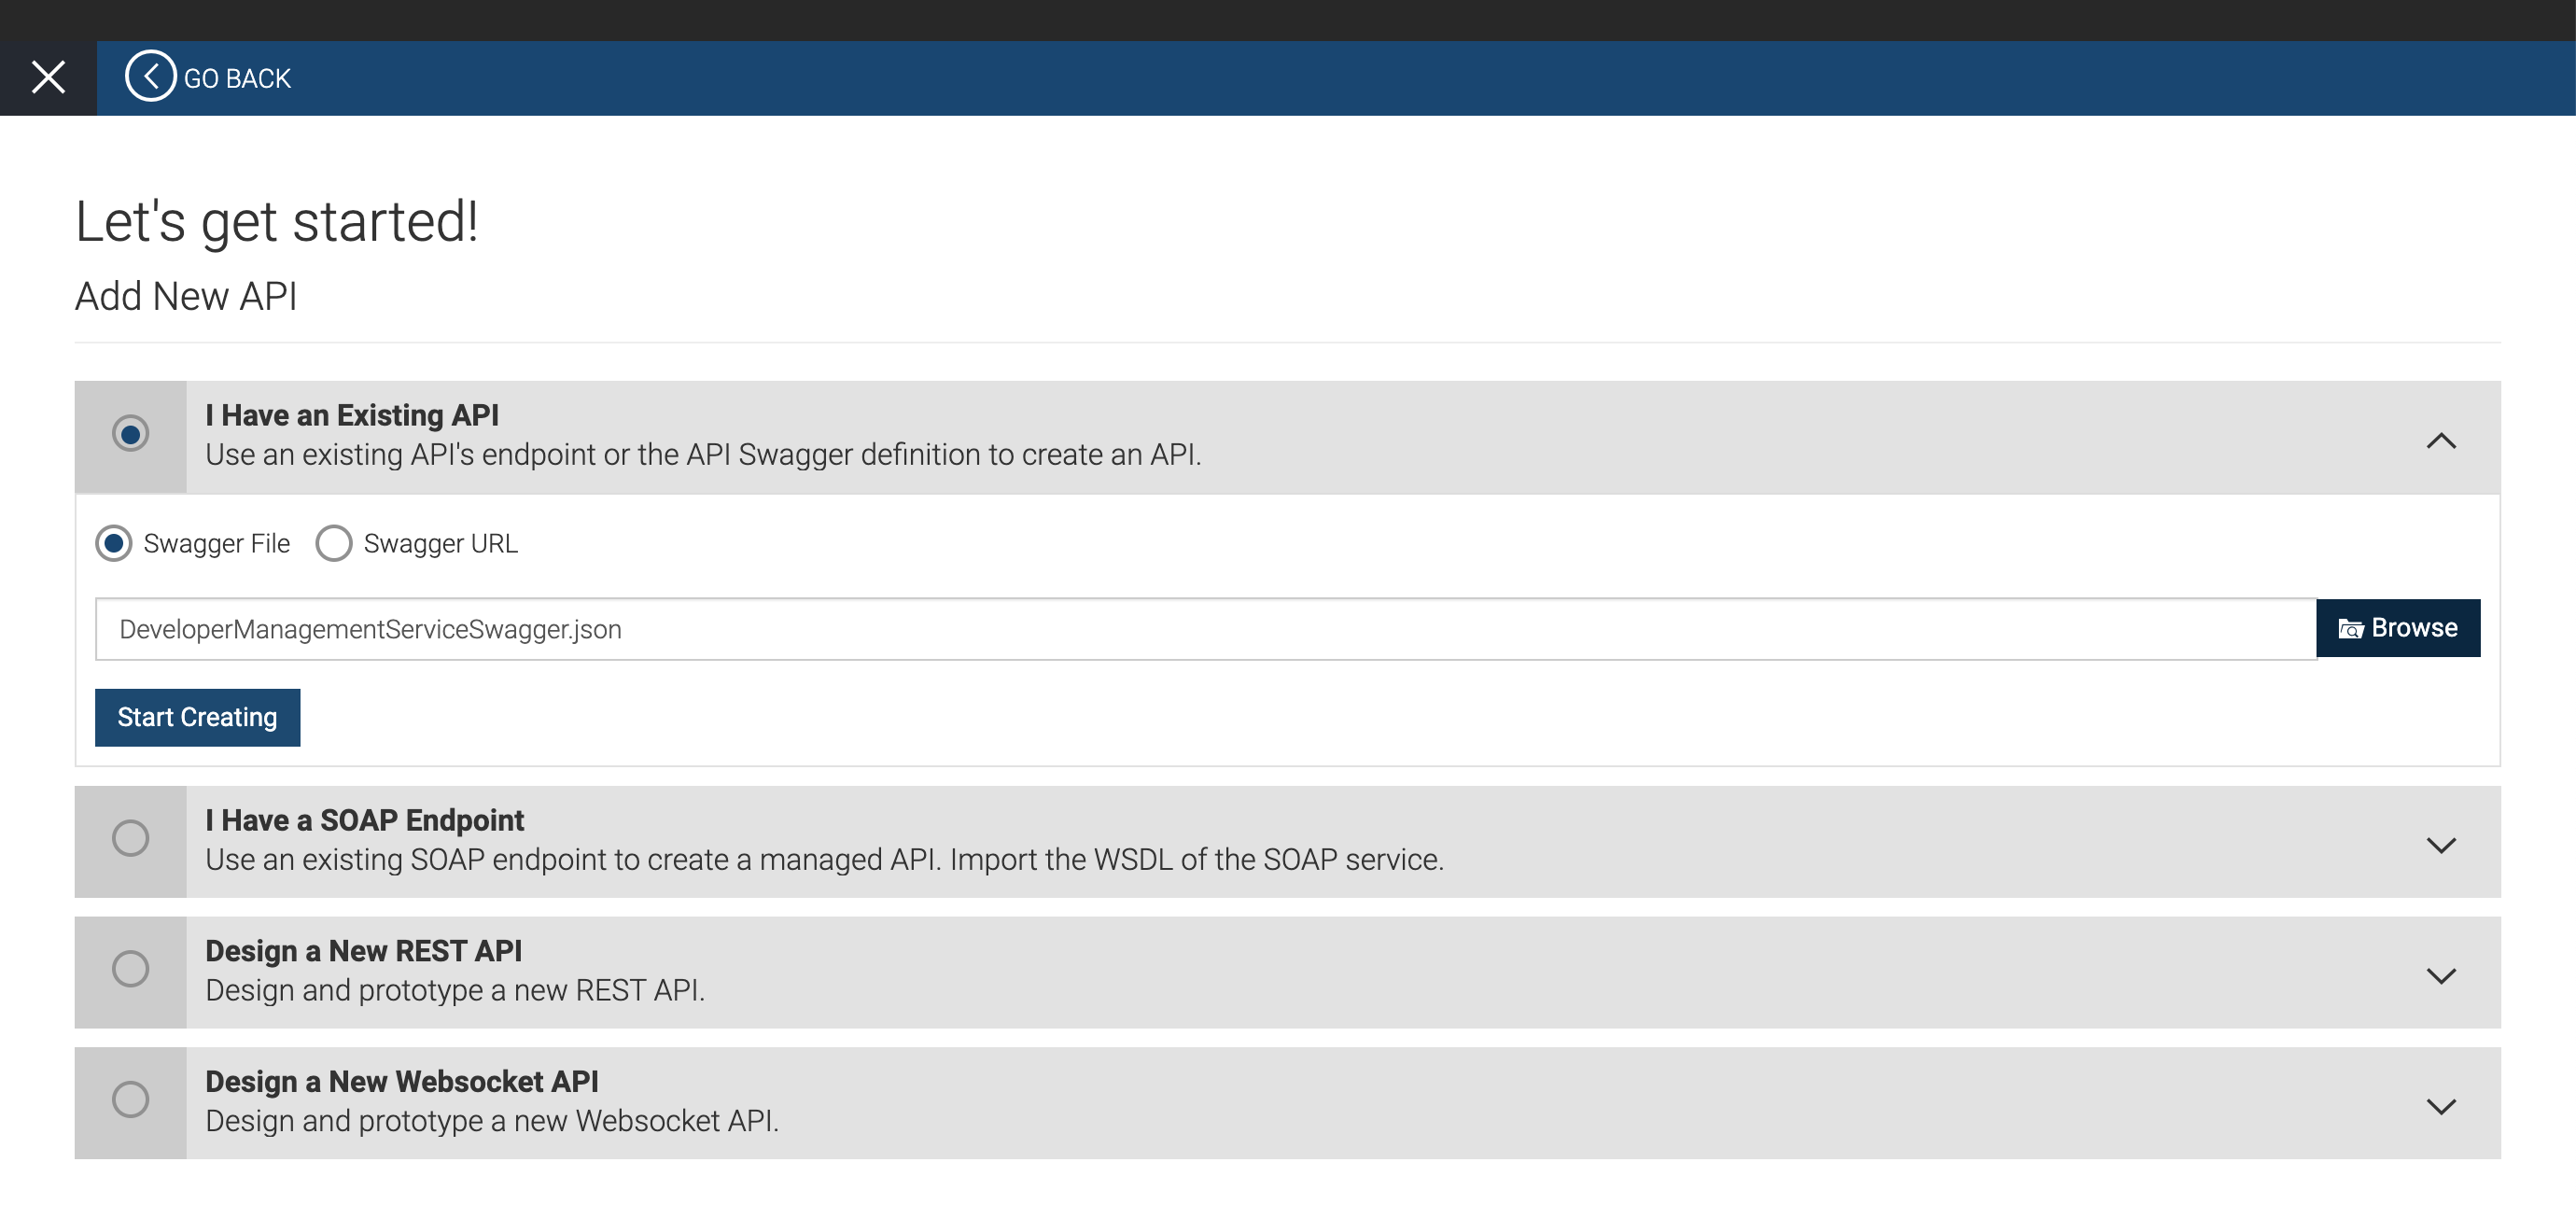 GO BACK
Let's get started!
Add New API
I Have an Existing API
Use an existing API's endpoint or the API Swagger definition to create an API.
Swagger File Swagger URL
DeveloperManagementServiceSwagger.json Browse
Start Creating
I Have a SOAP Endpoint
Use an existing SOAP endpoint to create a managed API. Import the WSDL of the SOAP service.
Design a New REST API
Design and prototype a new REST API.
Design a New Websocket API
Design and prototype a new Websocket API.